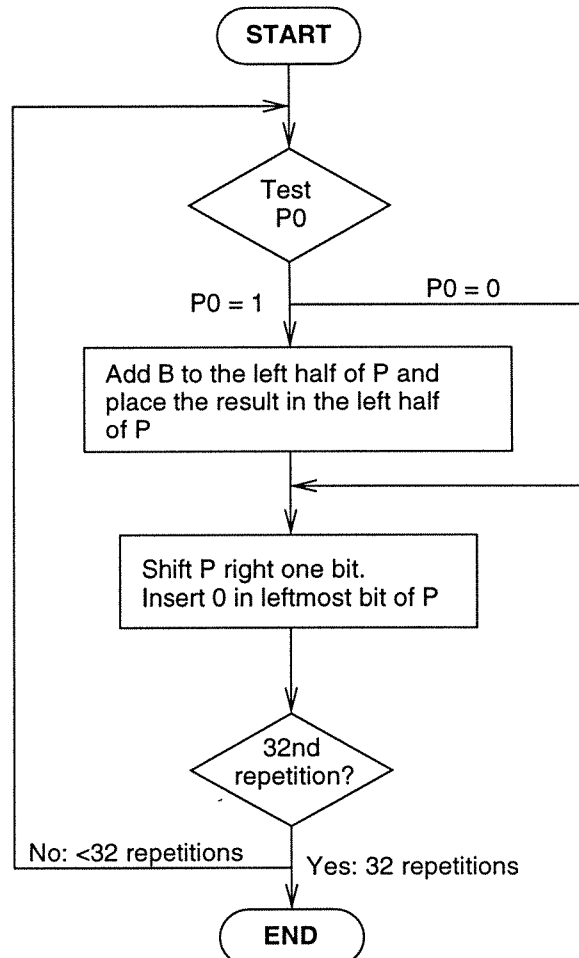 START
Test
P0
P0 = 1
P0 = 0
Add B to the left half of P and
place the result in the left half
of P
Shift P right one bit.
Insert 0 in leftmost bit of P
32nd
repetition?
No: <32 repetitions
Yes: 32 repetitions
END